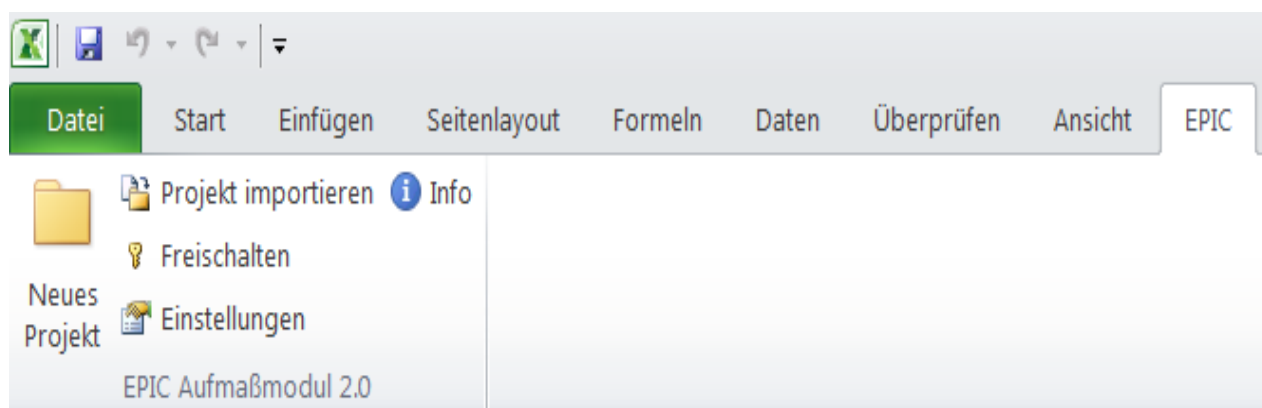 Datei Start Einfügen Seitenlayout Formeln Daten Überprüfen Ansicht EPIC
Neues
Projekt
Projekt importieren Info
Freischalten
Einstellungen
EPIC Aufmaßmodul 2.0